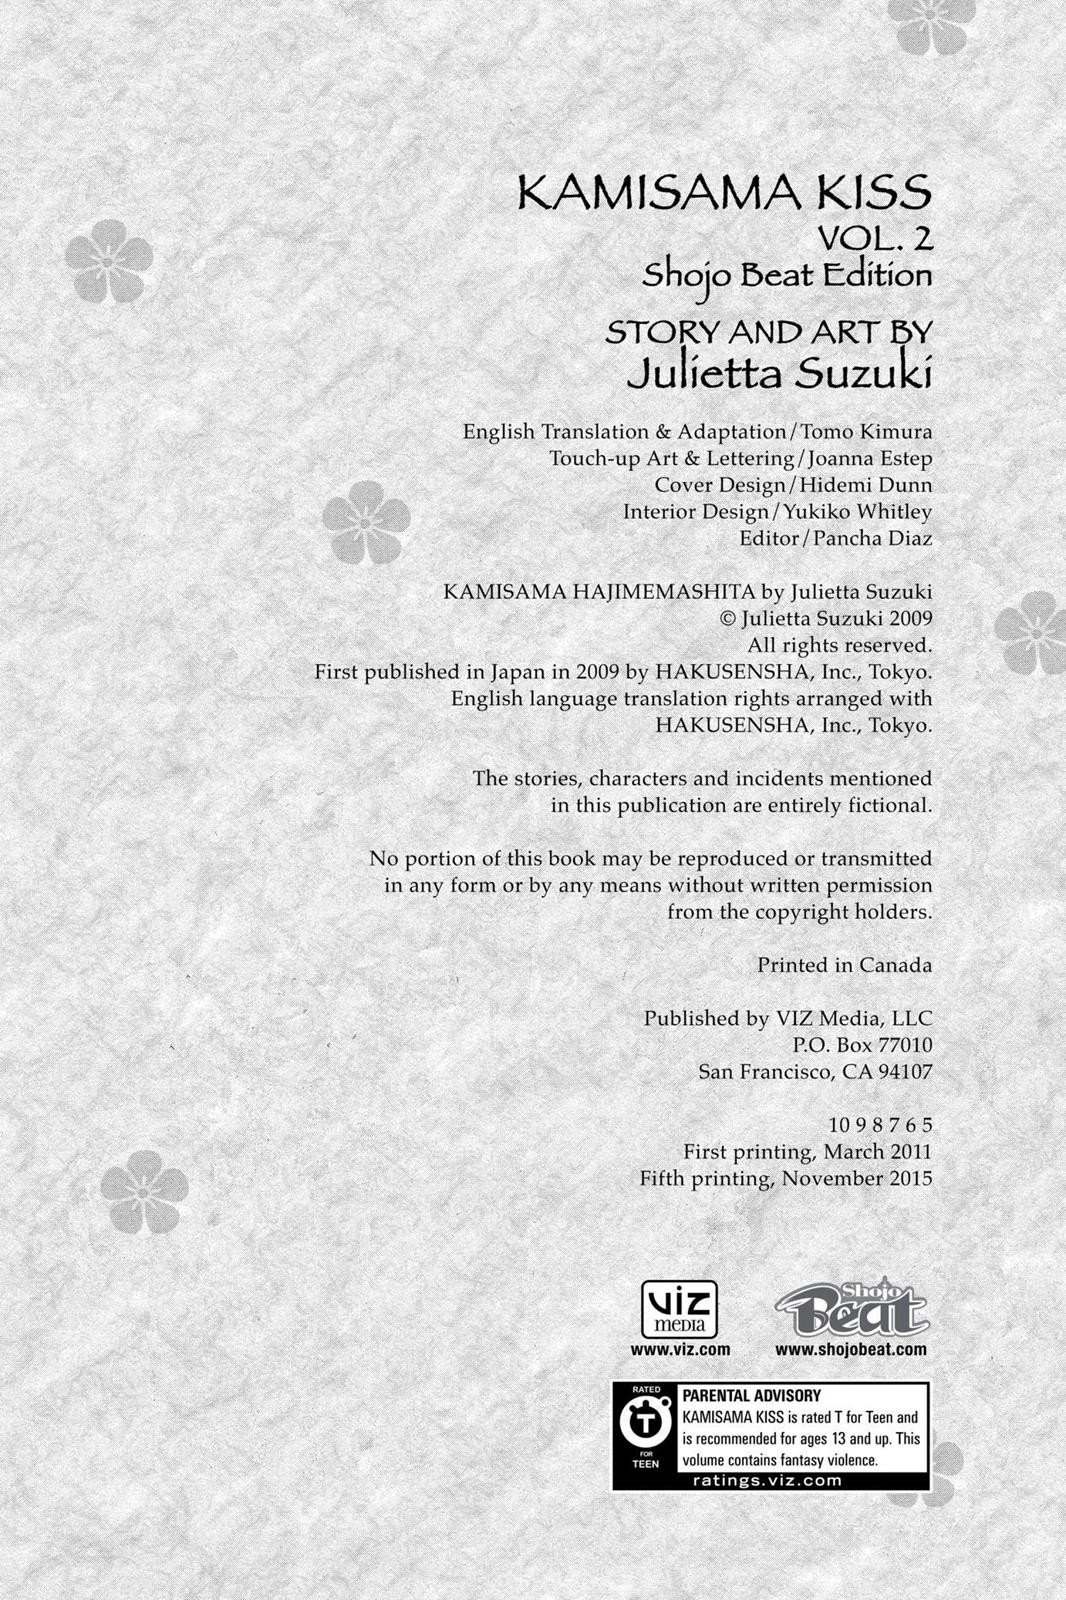 KAMISAMA KISS
VOL. 2
Shojo Beat Edition
STORY AND ART BY
Julietta Suzuki
English Translation & Adaptation/Tomo Kimura
Touch-up Art & Lettering/Joanna Estep
Cover Design/Hidemi Dunn
Interior Design/Yukiko Whitley
Editor/Pancha Diaz
KAMISAMA HAJIMEMASHITA by Julietta Suzuki
© Julietta Suzuki 2009
All rights reserved.
First published in Japan in 2009 by HAKUSENSHA, Inc., Tokyo.
English language translation rights arranged with
HAKUSENSHA, Inc., Tokyo.
The stories, characters and incidents mentioned
in this publication are entirely fictional.
No portion of this book may be reproduced or transmitted
in any form or by any means without written permission
from the copyright holders.
Printed in Canada
Published by VIZ Media, LLC
P.O. Box 77010
San Francisco, CA 94107
10 9 8 7 6 5
First printing, March 2011
Fifth printing, November 2015
VIZ
MEDIA
www.viz.com
Shojo
Beat
www.shojobeat.com
RATED
T
FOR
TEEN
PARENTAL ADVISORY
KAMISAMA KISS is rated T for Teen and
is recommended for ages 13 and up. This
volume contains fantasy violence.
ratings.viz.com